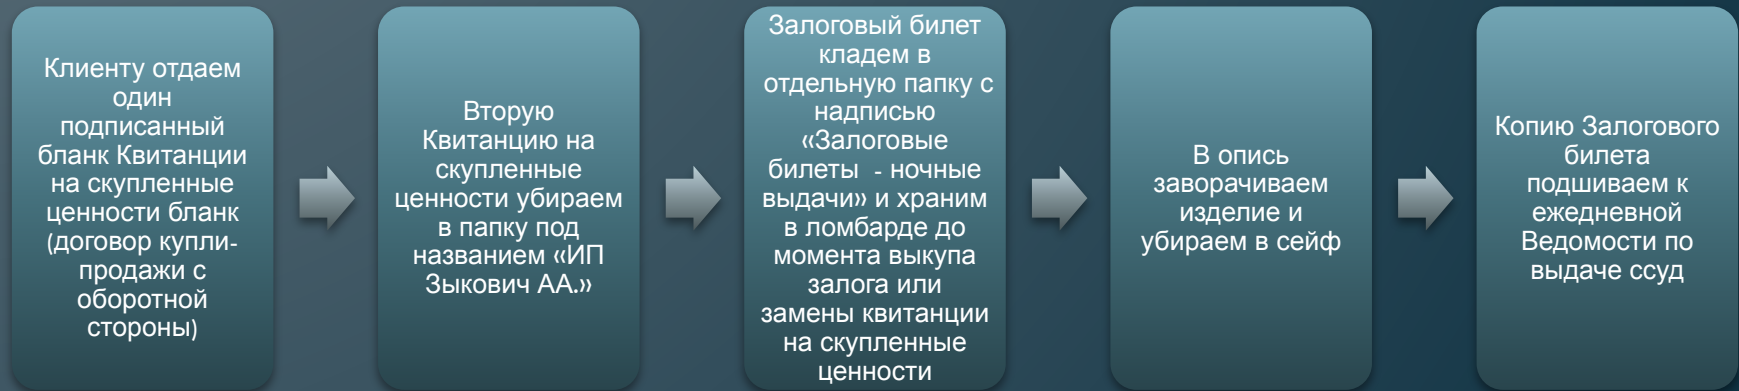 Клиенту отдаем
один
подписанный
бланк Квитанции
на скупленные
ценности бланк
(договор купли-
продажи с
оборотной
стороны)
Вторую
Квитанцию на
скупленные
ценности убираем
в папку под
названием «ИП
Зыкович АА.»
Залоговый билет
кладем в
отдельную папку с
надписью
«Залоговые
билеты - ночные
выдачи» и храним
в ломбарде до
момента выкупа
залога или
замены квитанции
на скупленные
ценности
В опись
заворачиваем
изделие и
убираем в сейф
Копию Залогового
билета
подшиваем к
ежедневной
Ведомости по
выдаче ссуд